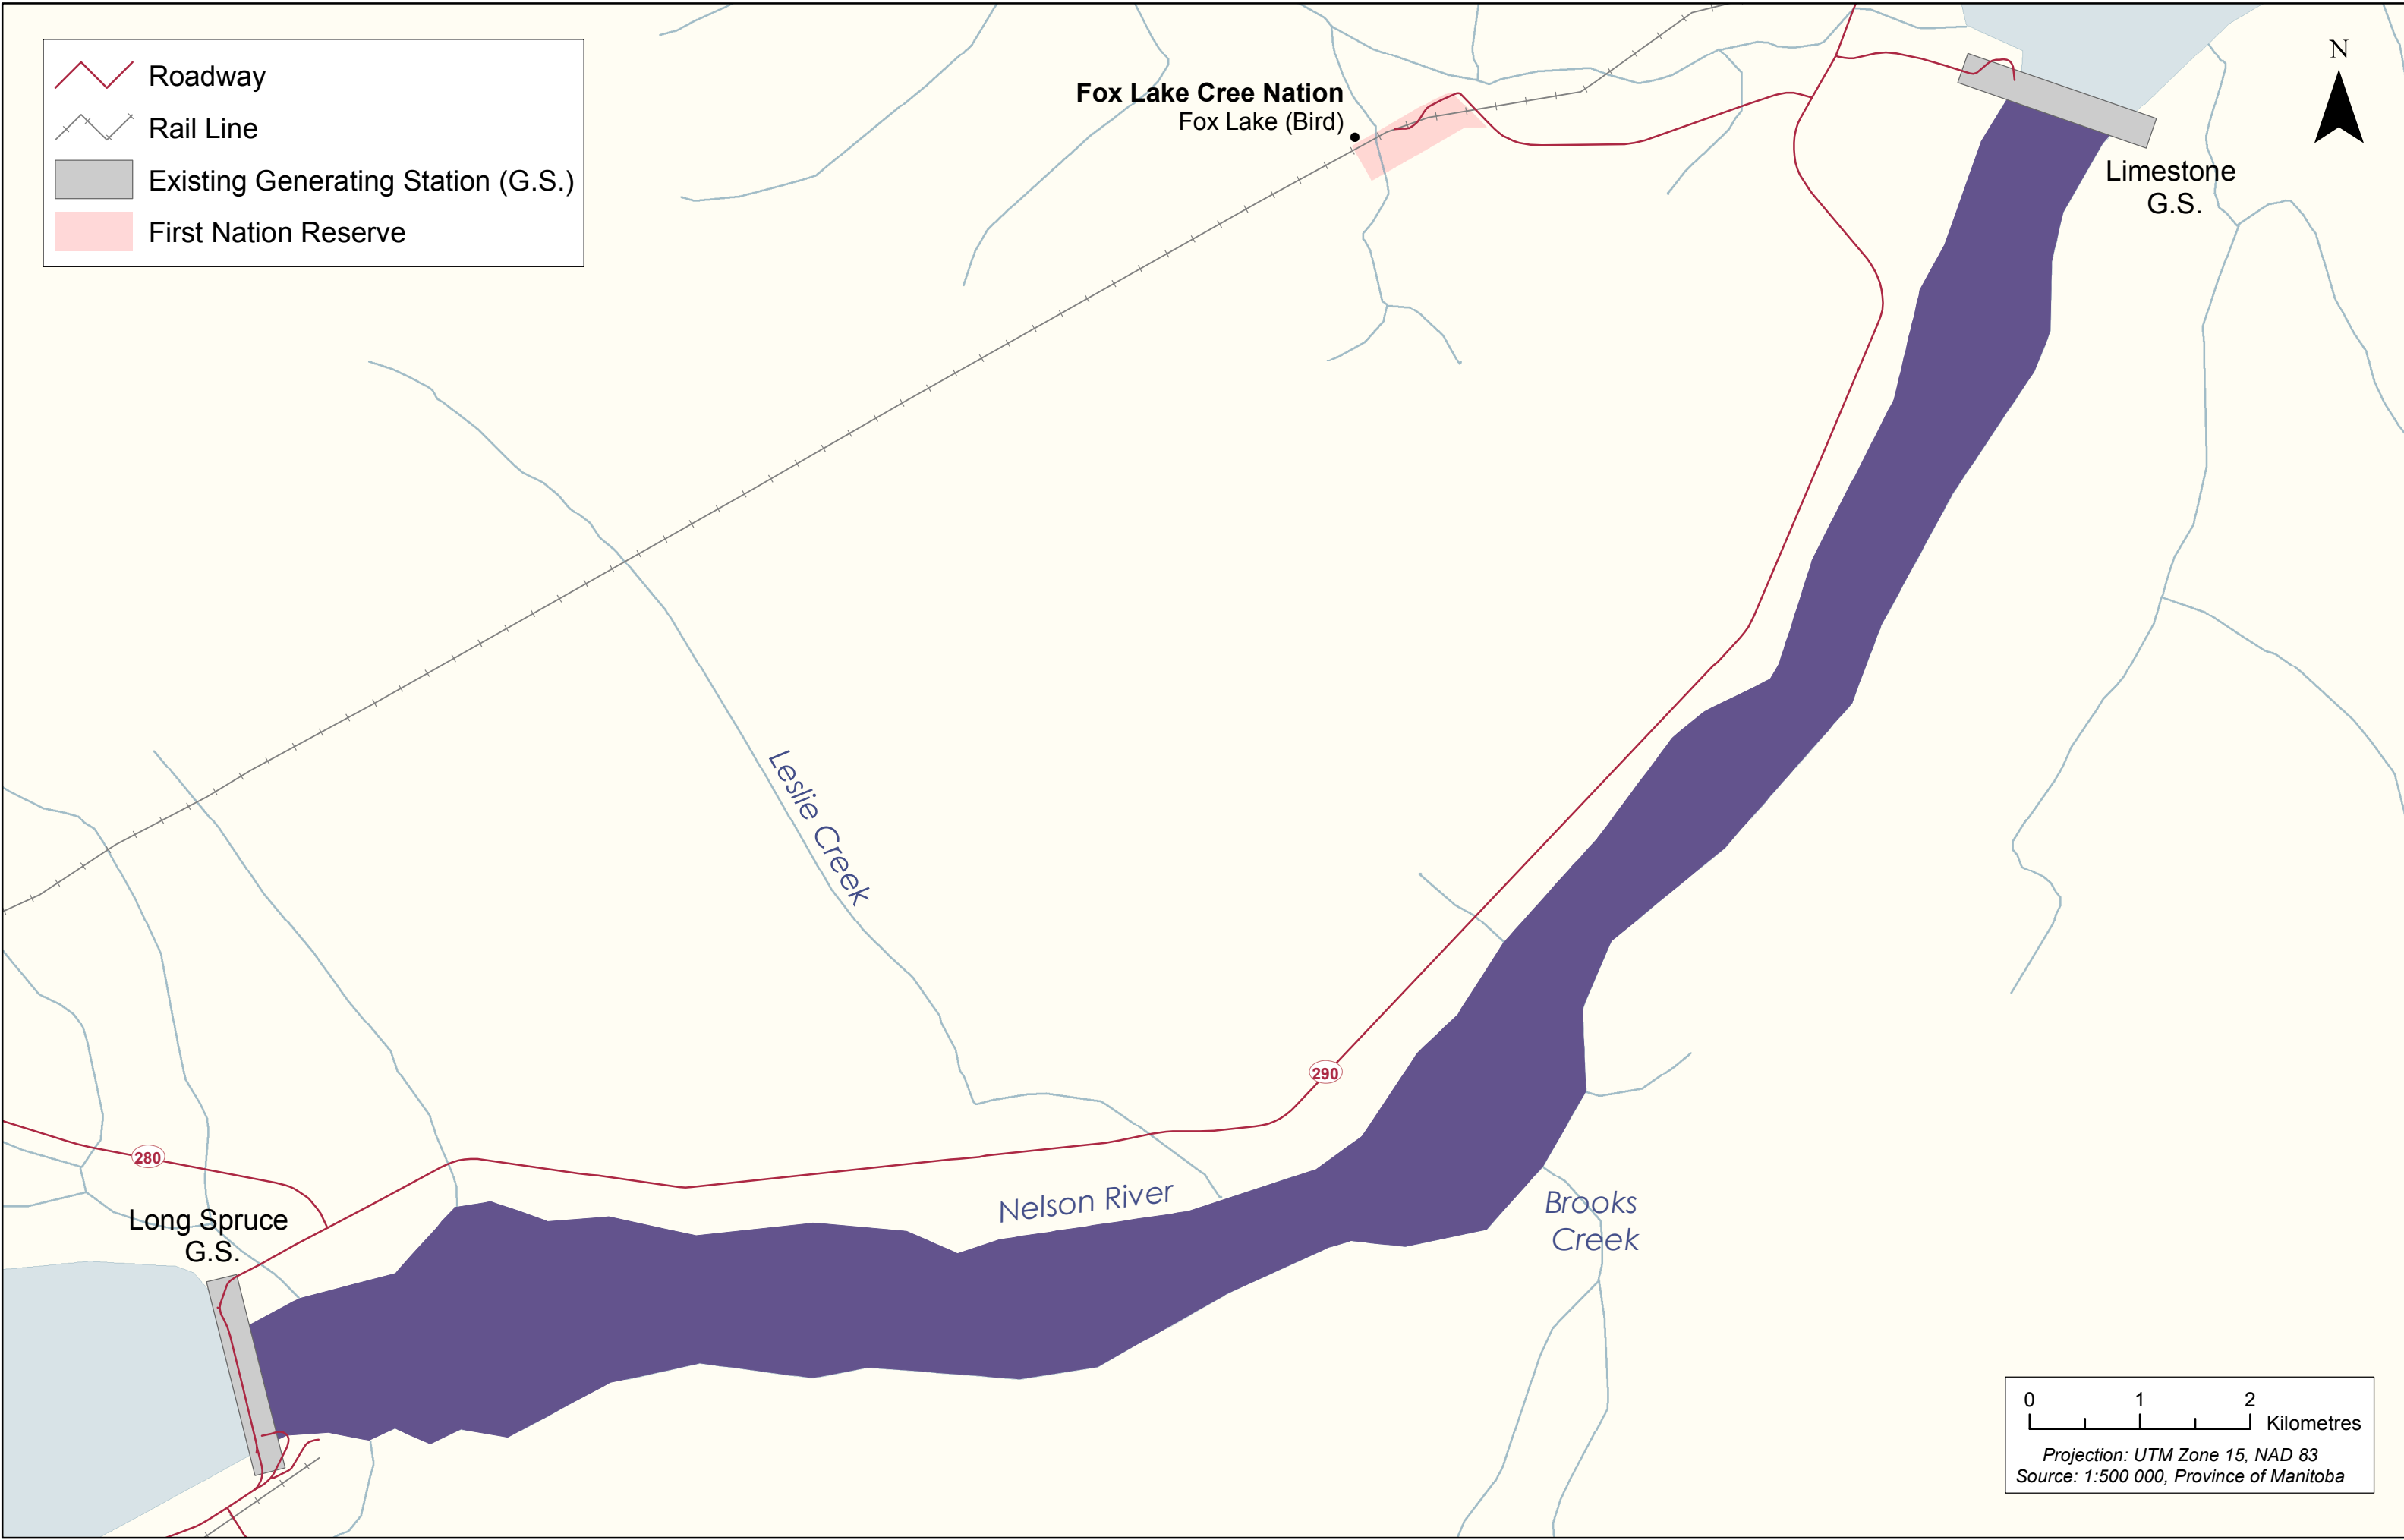 Roadway
Rail Line
Existing Generating Station (G.S.)
First Nation Reserve
Fox Lake Cree Nation
Fox Lake (Bird)
N
Limestone
G.S.
Leslie Creek
290
280
Nelson River
Brooks
Creek
Long Spruce
G.S.
0 1 2
Kilometres
Projection: UTM Zone 15, NAD 83
Source: 1:500 000, Province of Manitoba